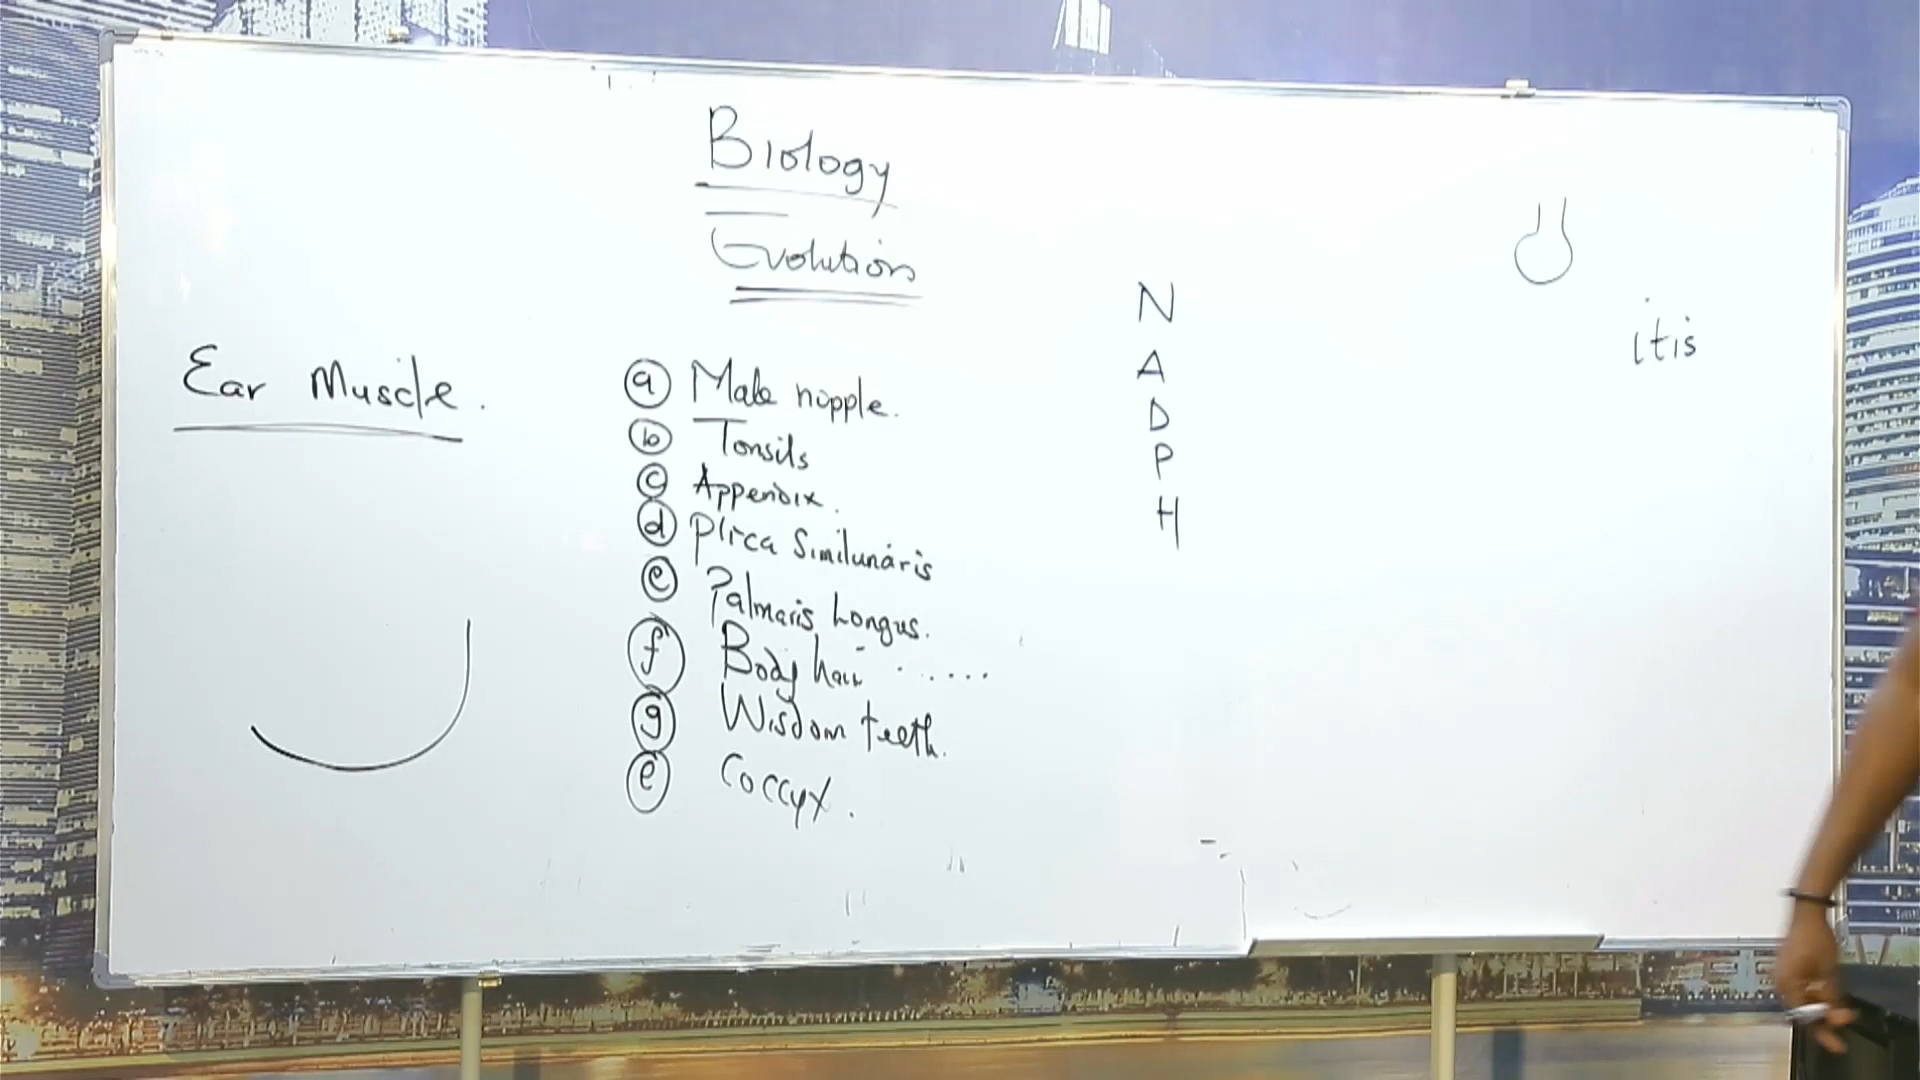 Biology
Evolution
Ear Muscle.
(a) Male nipple.
(b) Tonsils
(c) Appendix.
(d) Plica Similunaris
(e) Palmaris Longus.
(f) Body hair ......
(g) Wisdom teeth.
(e) Coccyx.
N
A
D
P
H
itis